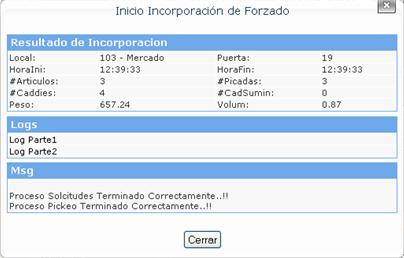 Inicio Incorporación de Forzado
Resultado de Incorporacion
Local: 103 - Mercado Puerta: 19
HoraIni: 12:39:33 HoraFin: 12:39:33
#Articulos: 3 #Picadas: 3
#Caddies: 4 #CadSumin: 0
Peso: 657.24 Volum: 0.87
Logs
Log Parte1
Log Parte2
Msg
Proceso Solcitudes Terminado Correctamente..!!
Proceso Pickeo Terminado Correctamente..!!
Cerrar